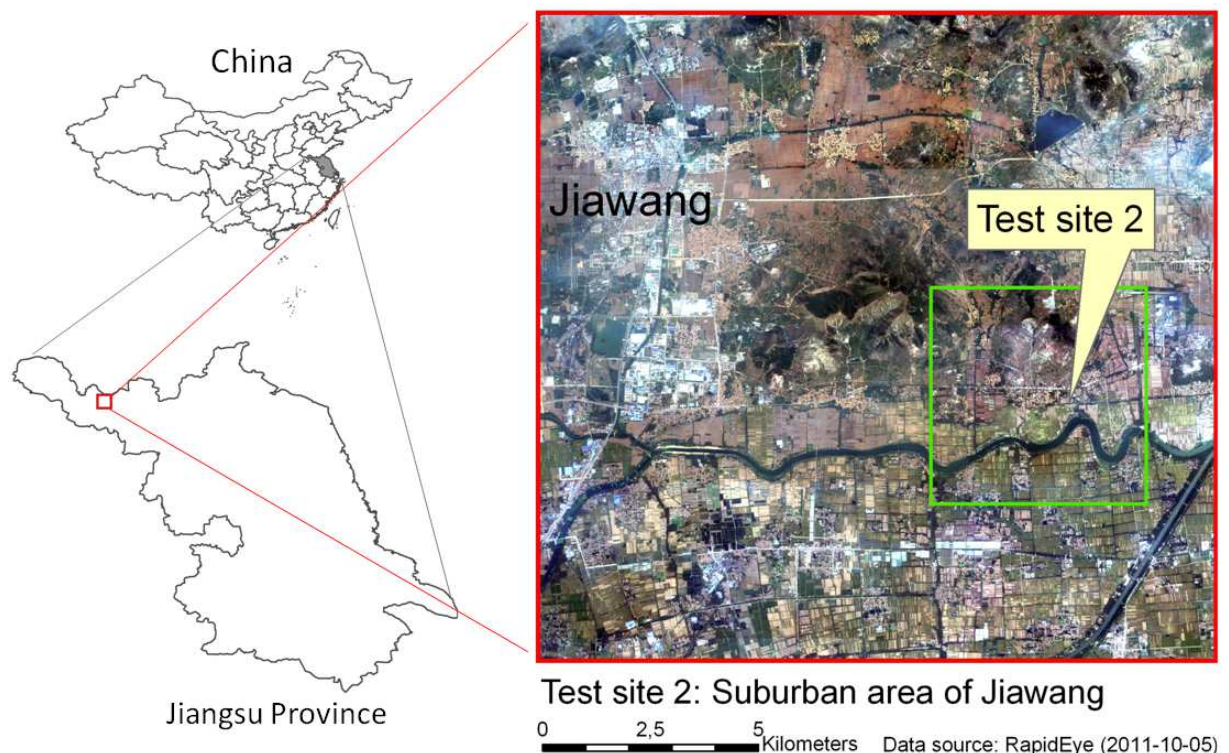 China
Jiangsu Province
Jiawang
Test site 2
Test site 2: Suburban area of Jiawang
0 2,5 5
Kilometers
Data source: RapidEye (2011-10-05)